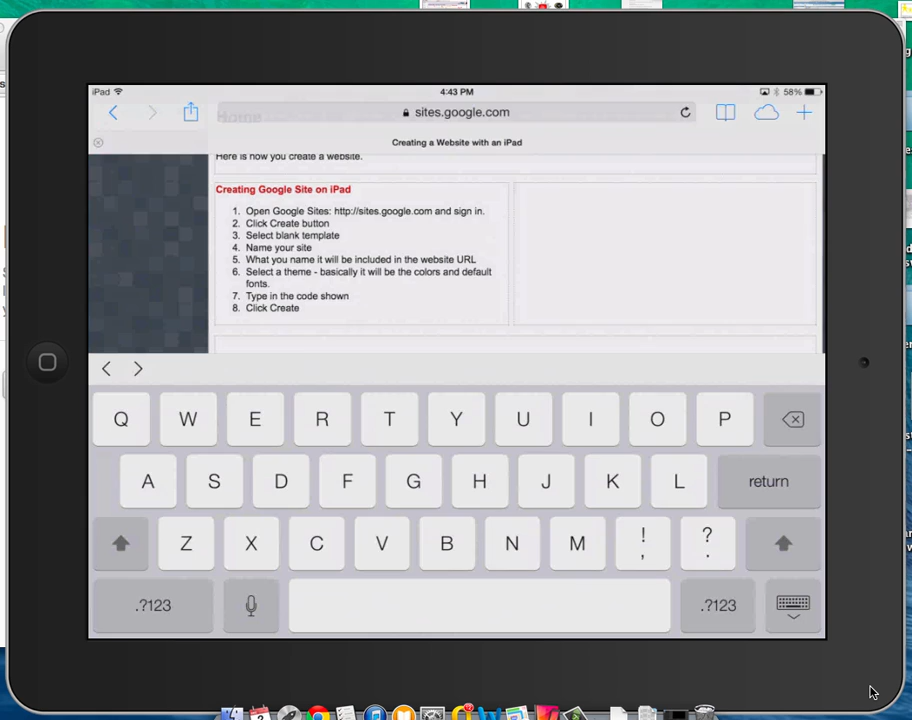 iPad 4:43 PM 58%
Home
sites.google.com
Creating a Website with an iPad
Here is how you create a website.
Creating Google Site on iPad
1. Open Google Sites: http://sites.google.com and sign in.
2. Click Create button
3. Select blank template
4. Name your site
5. What you name it will be included in the website URL
6. Select a theme - basically it will be the colors and default
fonts.
7. Type in the code shown
8. Click Create
Q W E R T Y U I O P
A S D F G H J K L return
Z X C V B N M ! , ? .
.?123 .?123